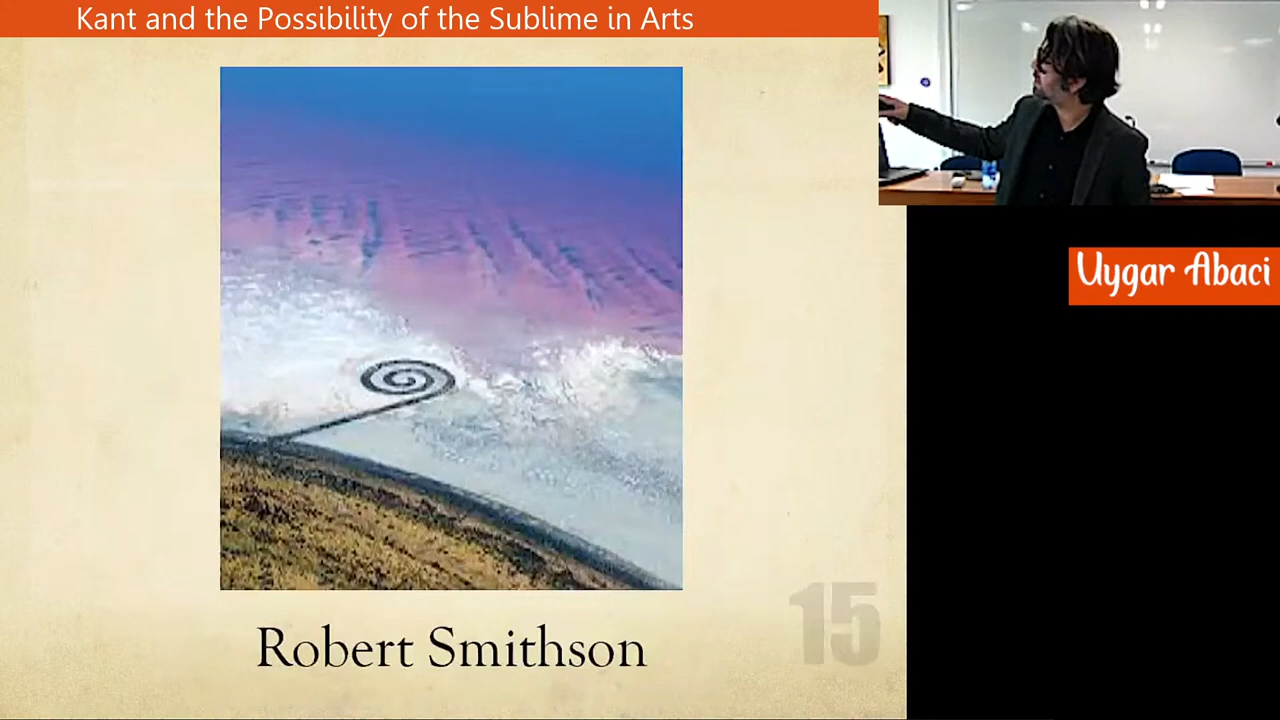 Kant and the Possibility of the Sublime in Arts
Uygar Abaci
15
Robert Smithson